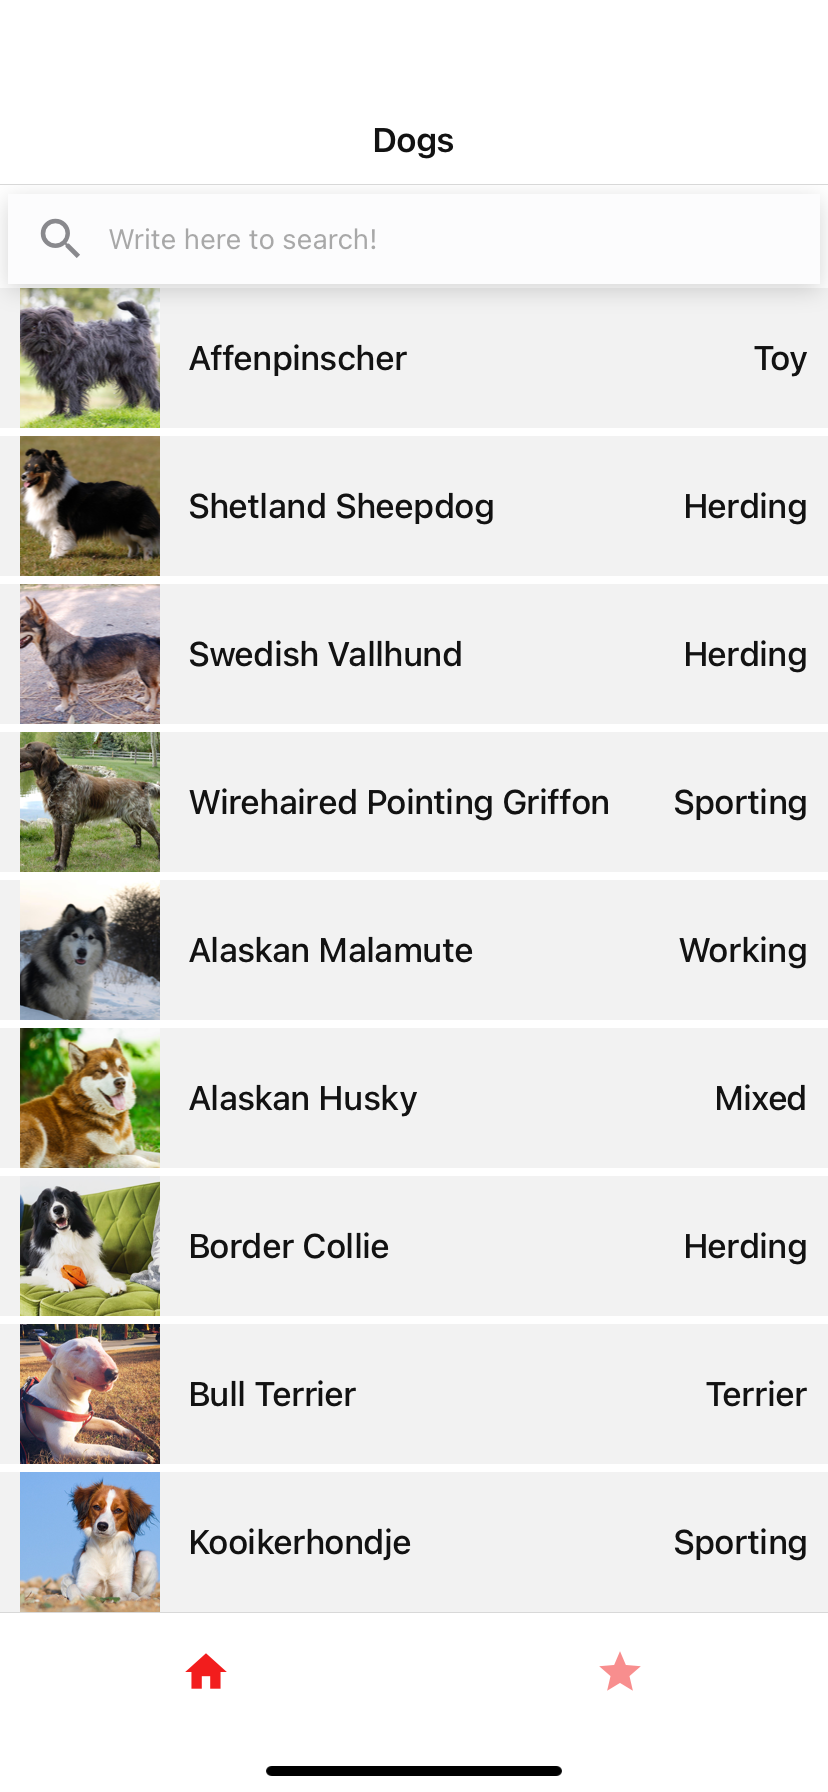 Dogs
Write here to search!
Affenpinscher Toy
Shetland Sheepdog Herding
Swedish Vallhund Herding
Wirehaired Pointing Griffon Sporting
Alaskan Malamute Working
Alaskan Husky Mixed
Border Collie Herding
Bull Terrier Terrier
Kooikerhondje Sporting